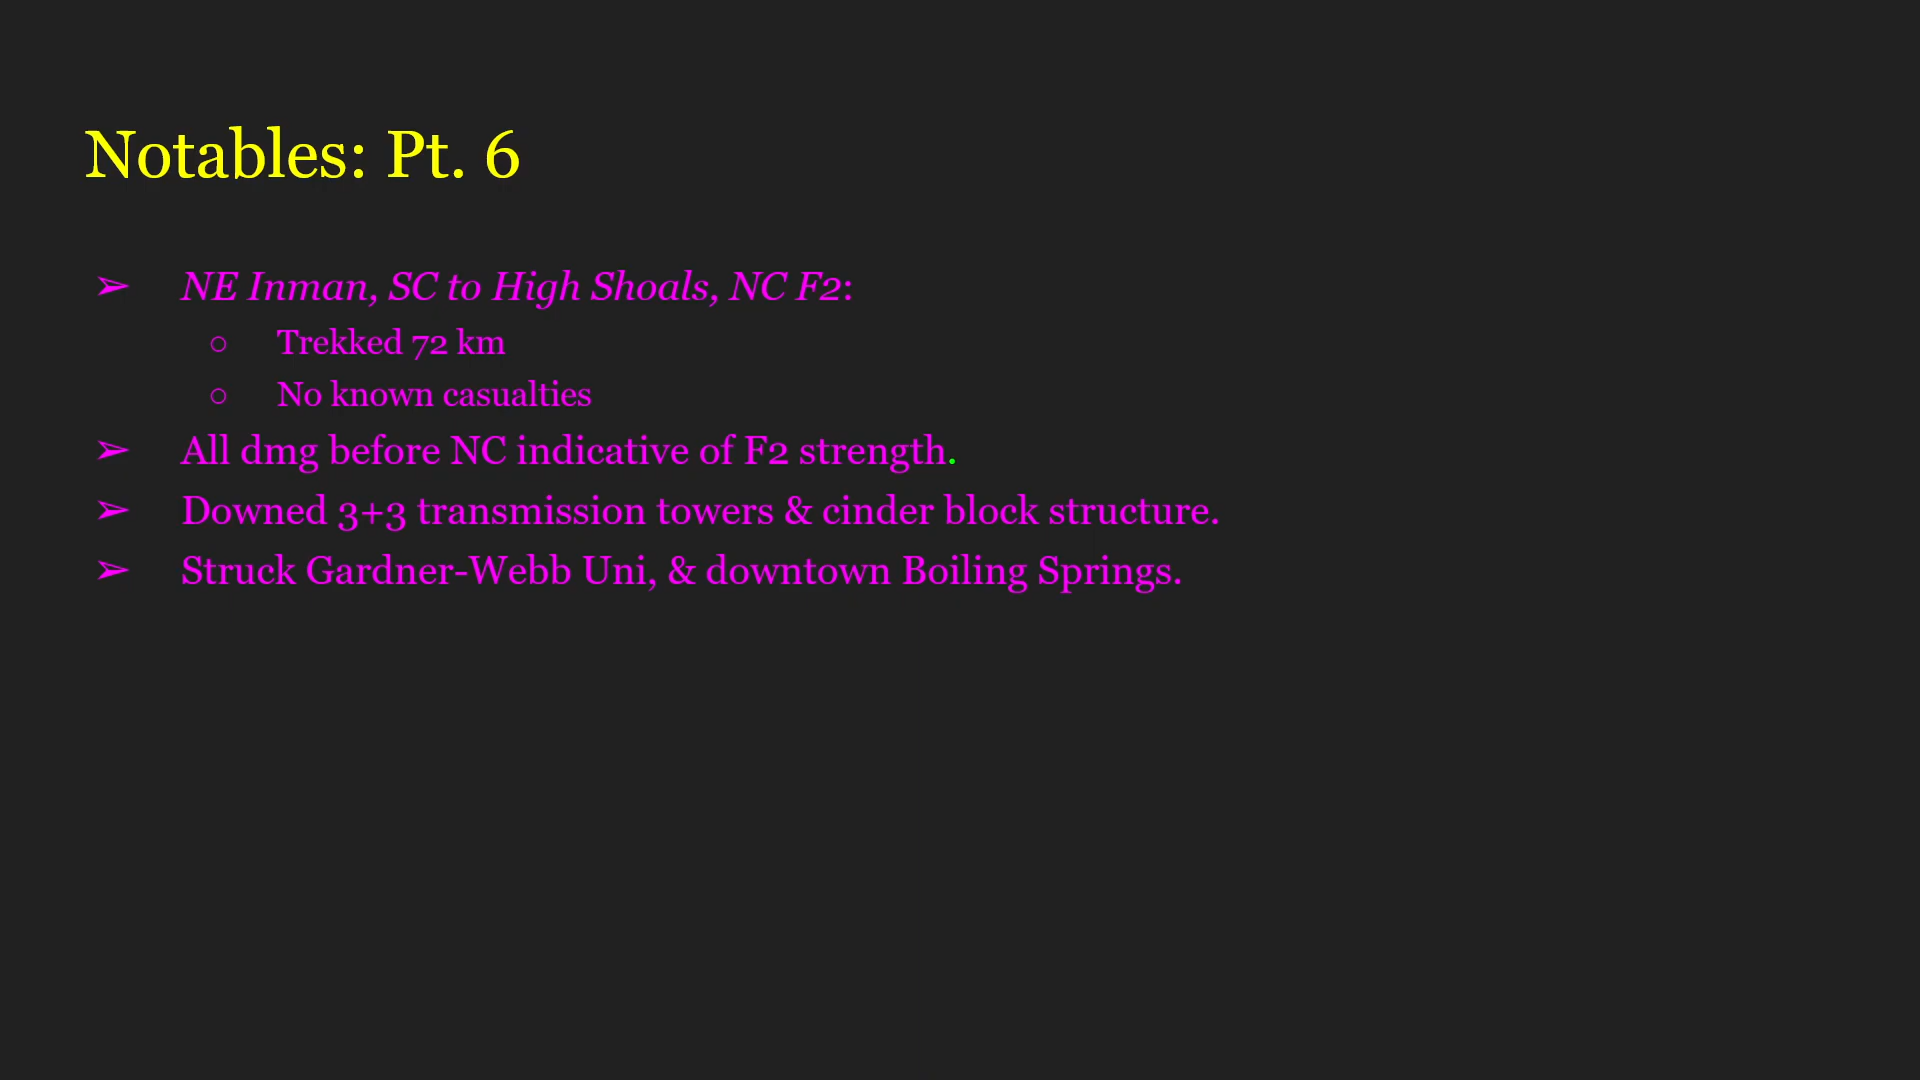 Notables: Pt. 6
➢ NE Inman, SC to High Shoals, NC F2:
○ Trekked 72 km
○ No known casualties
➢ All dmg before NC indicative of F2 strength.
➢ Downed 3+3 transmission towers & cinder block structure.
➢ Struck Gardner-Webb Uni, & downtown Boiling Springs.